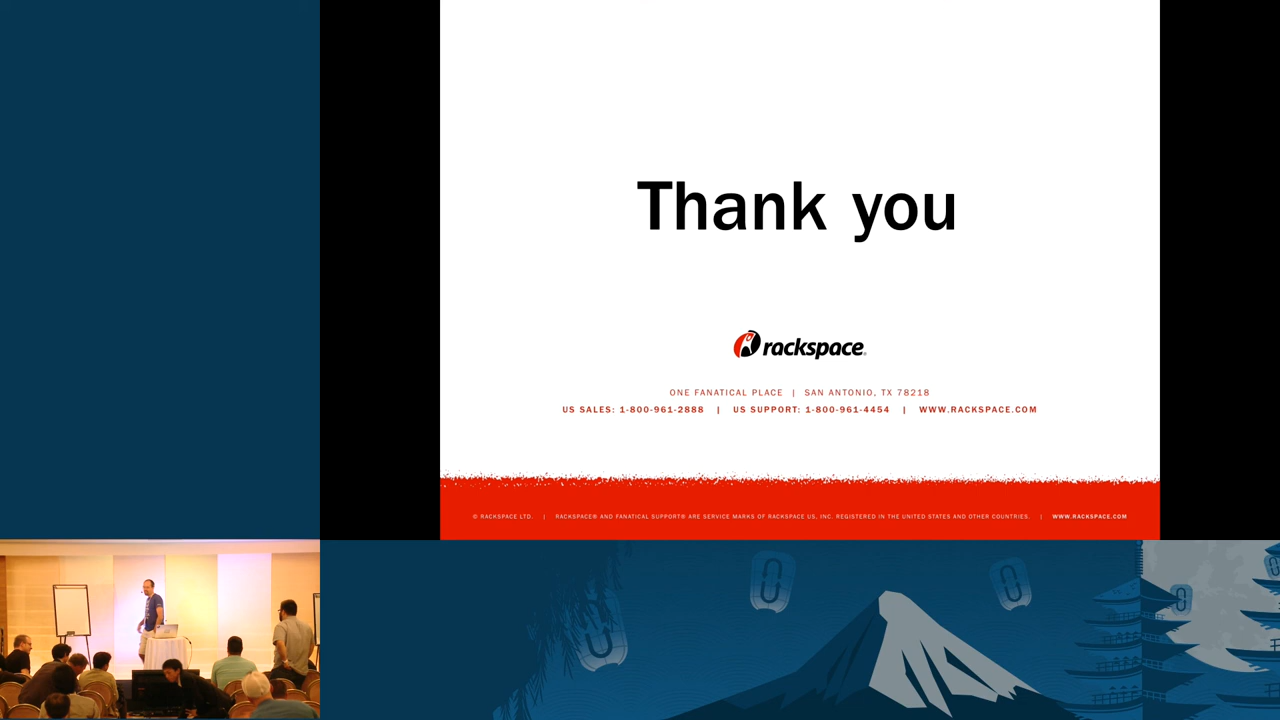 Thank you
rackspace®
ONE FANATICAL PLACE | SAN ANTONIO, TX 78218
US SALES: 1-800-961-2888 | US SUPPORT: 1-800-961-4454 | WWW.RACKSPACE.COM
© RACKSPACE LTD. | RACKSPACE® AND FANATICAL SUPPORT® ARE SERVICE MARKS OF RACKSPACE US, INC. REGISTERED IN THE UNITED STATES AND OTHER COUNTRIES. | WWW.RACKSPACE.COM